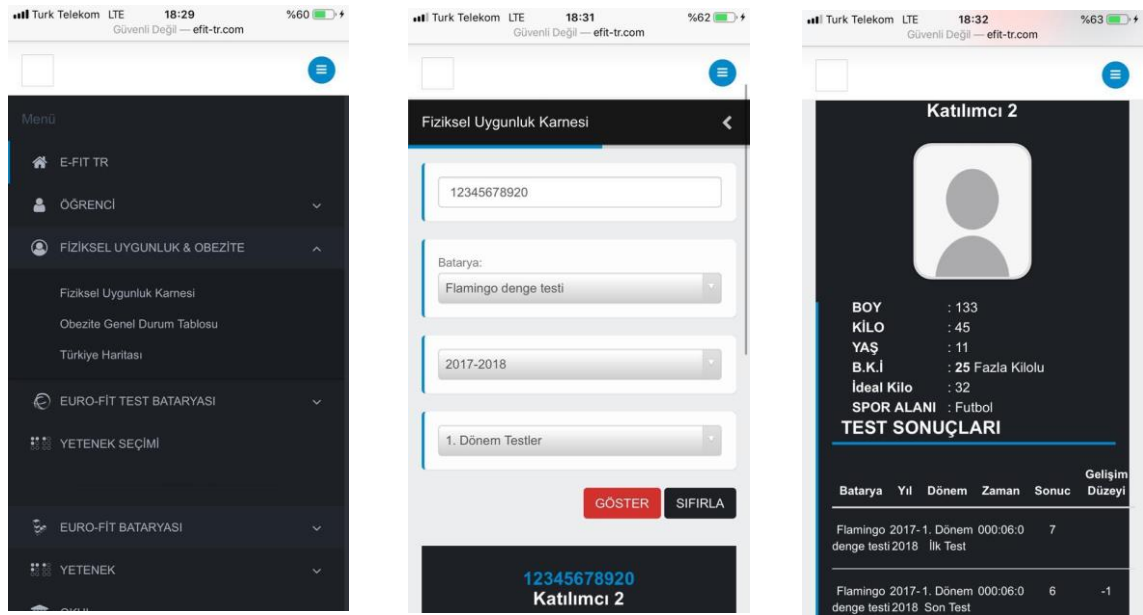 Turk Telekom LTE 18:29 %60
Güvenli Değil — efit-tr.com
Menü
E-FIT TR
ÖĞRENCİ
FİZİKSEL UYGUNLUK & OBEZİTE
Fiziksel Uygunluk Karnesi
Obezite Genel Durum Tablosu
Türkiye Haritası
EURO-FİT TEST BATARYASI
YETENEK SEÇİMİ
EURO-FİT BATARYASI
YETENEK
Turk Telekom LTE 18:31 %62
Güvenli Değil — efit-tr.com
Fiziksel Uygunluk Karnesi
12345678920
Batarya:
Flamingo denge testi
2017-2018
1. Dönem Testler
GÖSTER SIFIRLA
12345678920
Katılımcı 2
Turk Telekom LTE 18:32 %63
Güvenli Değil — efit-tr.com
Katılımcı 2
BOY : 133
KİLO : 45
YAŞ : 11
B.K.İ : 25 Fazla Kilolu
İdeal Kilo : 32
SPOR ALANI : Futbol
TEST SONUÇLARI
Gelişim
Batarya Yıl Dönem Zaman Sonuc Düzeyi
Flamingo 2017- 1. Dönem 000:06:0 7
denge testi 2018 İlk Test
Flamingo 2017- 1. Dönem 000:06:0 6 -1
denge testi 2018 Son Test